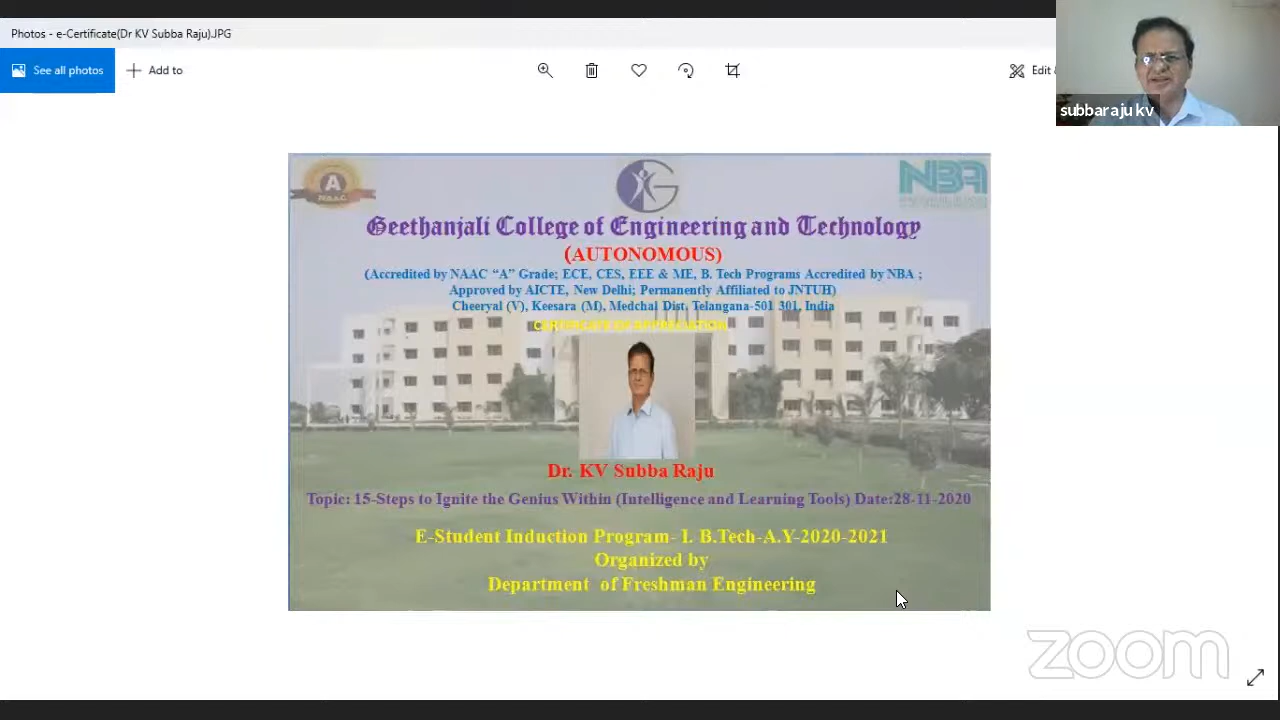 Photos - e-Certificate(Dr KV Subba Raju).JPG
See all photos
Add to
Edit &
subbaraju kv
A
NAAC
G
NBA
Geethanjali College of Engineering and Technology
(AUTONOMOUS)
(Accredited by NAAC “A” Grade; ECE, CES, EEE & ME, B. Tech Programs Accredited by NBA ;
Approved by AICTE, New Delhi; Permanently Affiliated to JNTUH)
Cheeryal (V), Keesara (M), Medchal Dist. Telangana-501 301, India
CERTIFICATE OF APPRECIATION
Dr. KV Subba Raju
Topic: 15-Steps to Ignite the Genius Within (Intelligence and Learning Tools) Date:28-11-2020
E-Student Induction Program- I. B.Tech-A.Y-2020-2021
Organized by
Department of Freshman Engineering
zoom